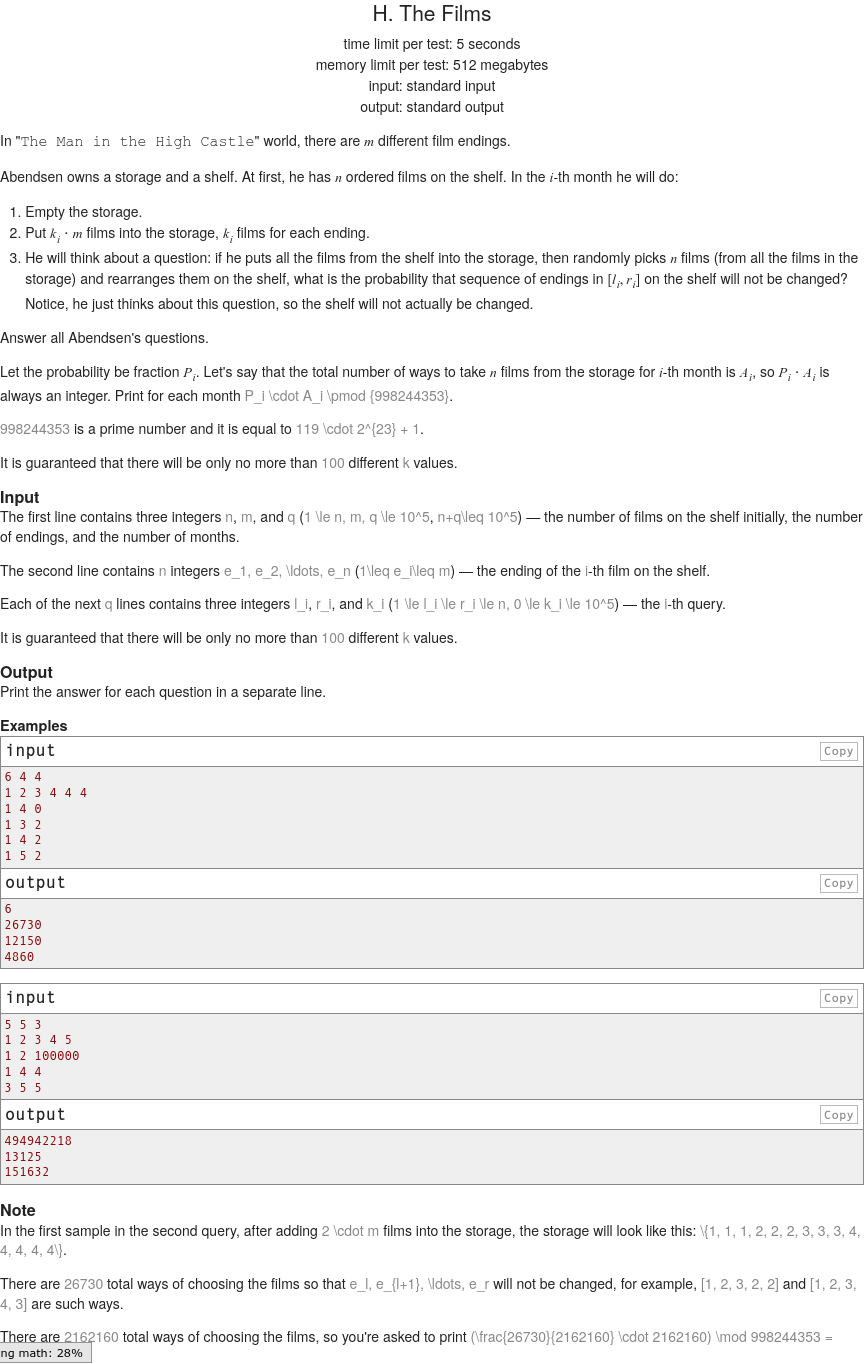 H. The Films
time limit per test: 5 seconds
memory limit per test: 512 megabytes
input: standard input
output: standard output
In "The Man in the High Castle" world, there are m different film endings.
Abendsen owns a storage and a shelf. At first, he has n ordered films on the shelf. In the i-th month he will do:
1. Empty the storage.
2. Put k_i · m films into the storage, k_i films for each ending.
3. He will think about a question: if he puts all the films from the shelf into the storage, then randomly picks n films (from all the films in the
storage) and rearranges them on the shelf, what is the probability that sequence of endings in [l_i, r_i] on the shelf will not be changed?
Notice, he just thinks about this question, so the shelf will not actually be changed.
Answer all Abendsen's questions.
Let the probability be fraction P_i. Let's say that the total number of ways to take n films from the storage for i-th month is A_i, so P_i · A_i is
always an integer. Print for each month P_i \cdot A_i \pmod {998244353}.
998244353 is a prime number and it is equal to 119 \cdot 2^{23} + 1.
It is guaranteed that there will be only no more than 100 different k values.
Input
The first line contains three integers n, m, and q (1 \le n, m, q \le 10^5, n+q\leq 10^5) — the number of films on the shelf initially, the number
of endings, and the number of months.
The second line contains n integers e_1, e_2, \ldots, e_n (1\leq e_i\leq m) — the ending of the i-th film on the shelf.
Each of the next q lines contains three integers l_i, r_i, and k_i (1 \le l_i \le r_i \le n, 0 \le k_i \le 10^5) — the i-th query.
It is guaranteed that there will be only no more than 100 different k values.
Output
Print the answer for each question in a separate line.
Examples
input Copy
6 4 4
1 2 3 4 4 4
1 4 0
1 3 2
1 4 2
1 5 2
output Copy
6
26730
12150
4860
input Copy
5 5 3
1 2 3 4 5
1 2 100000
1 4 4
3 5 5
output Copy
494942218
13125
151632
Note
In the first sample in the second query, after adding 2 \cdot m films into the storage, the storage will look like this: \{1, 1, 1, 2, 2, 2, 3, 3, 3, 4,
4, 4, 4, 4\}.
There are 26730 total ways of choosing the films so that e_l, e_{l+1}, \ldots, e_r will not be changed, for example, [1, 2, 3, 2, 2] and [1, 2, 3,
4, 3] are such ways.
There are 2162160 total ways of choosing the films, so you're asked to print (\frac{26730}{2162160} \cdot 2162160) \mod 998244353 =
ng math: 28%